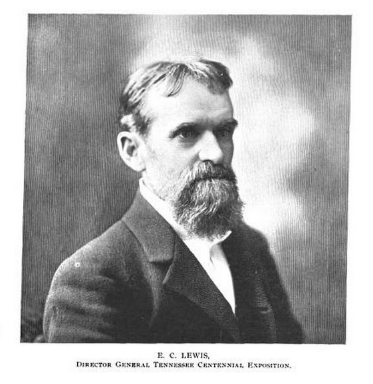 E. C. LEWIS,
DIRECTOR GENERAL TENNESSEE CENTENNIAL EXPOSITION.